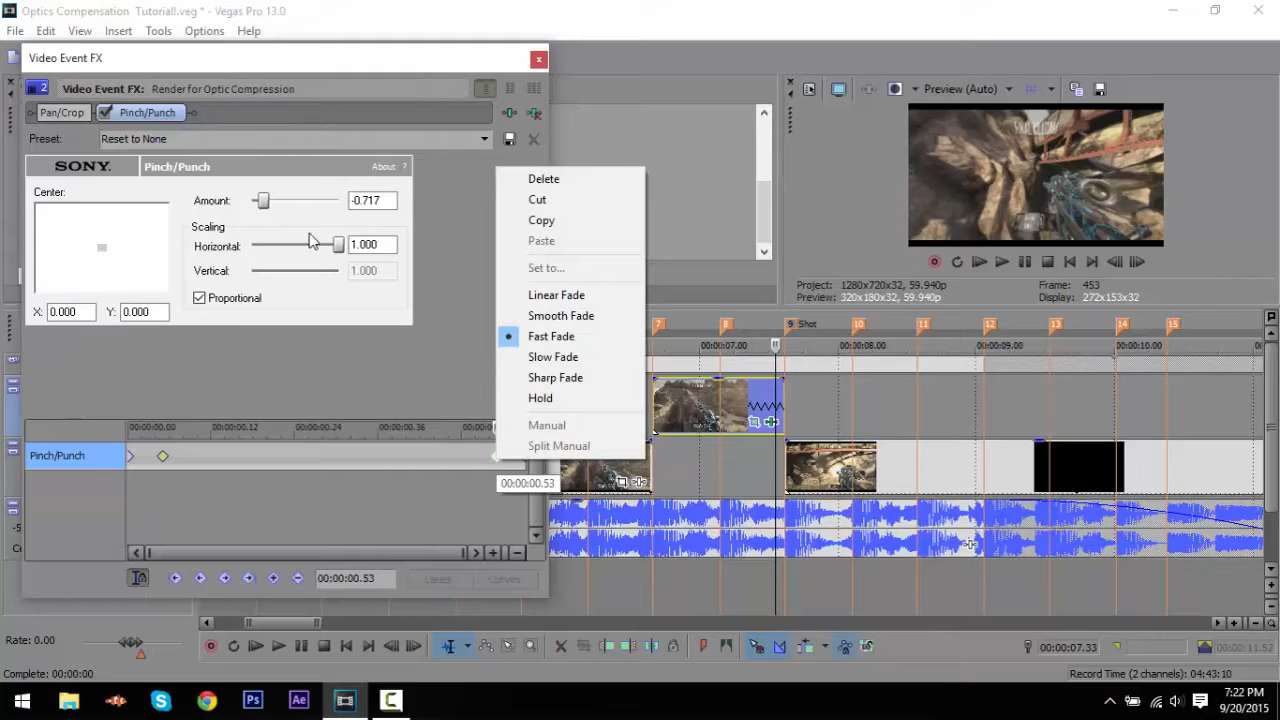 Optics Compensation Tutorial!.veg * - Vegas Pro 13.0
File Edit View Insert Tools Options Help
Video Event FX x
2 Video Event FX: Render for Optic Compression
Pan/Crop Pinch/Punch
Preset: Reset to None
SONY. Pinch/Punch About ?
Center:
Amount: -0.717
Scaling
Horizontal: 1.000
Vertical: 1.000
Proportional
X: 0.000 Y: 0.000
00:00:00.00 00:00:00.12 00:00:00.24 00:00:00.36
Pinch/Punch
00:00:00.53
00:00:00.53
Delete
Cut
Copy
Paste
Set to...
Linear Fade
Smooth Fade
Fast Fade
Slow Fade
Sharp Fade
Hold
Manual
Split Manual
Preview (Auto)
Project: 1280x720x32, 59.940p Frame: 453
Preview: 320x180x32, 59.940p Display: 272x153x32
7 8 9 Shot 10 11 12 13 14 15
00:00:07.00 00:00:08.00 00:00:09.00 00:00:10.00
Curves
Rate: 0.00
00:00:07.33
00:00:11.52
Complete: 00:00:00
Record Time (2 channels): 04:43:10
Ps Ae
7:22 PM
9/20/2015